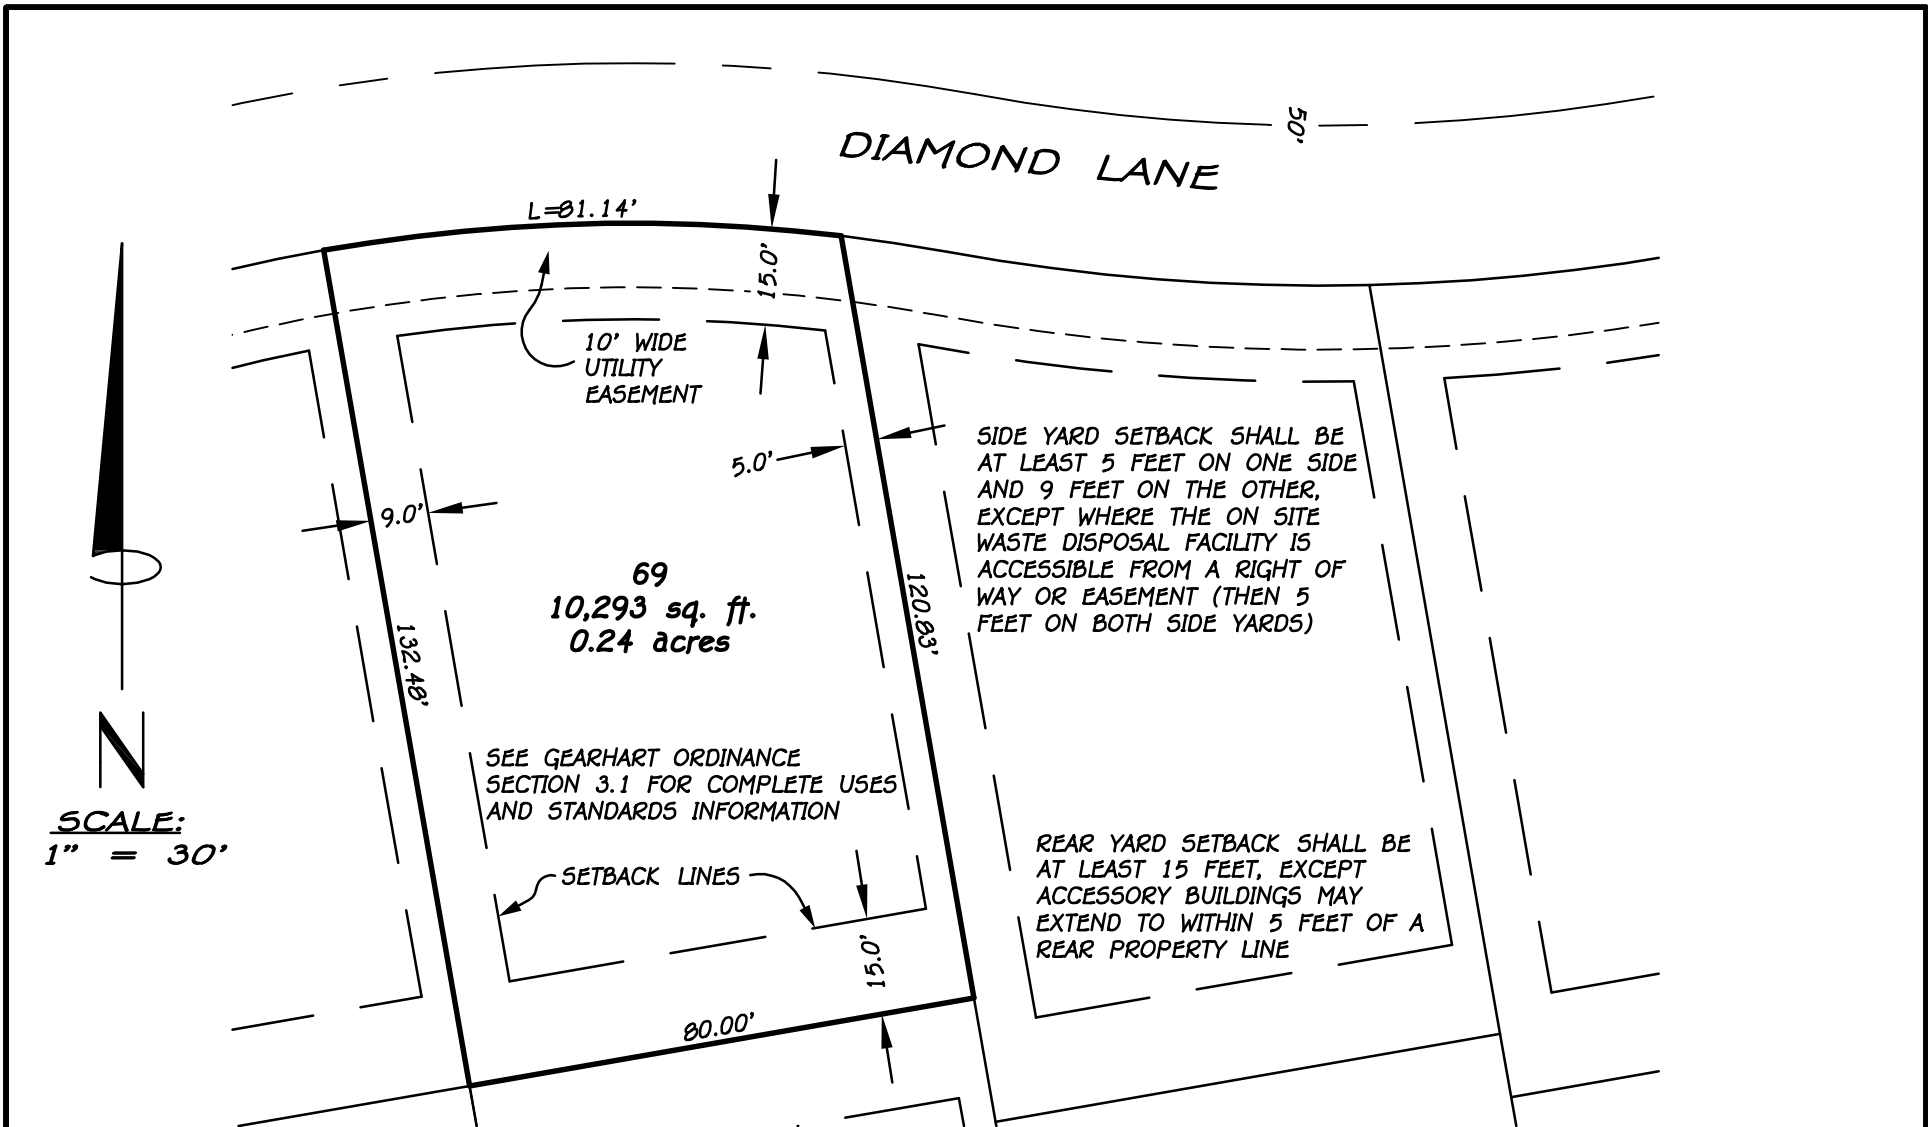 50'
DIAMOND LANE
L=81.14'
15.0'
10' WIDE
UTILITY
EASEMENT
5.0'
9.0'
SIDE YARD SETBACK SHALL BE
AT LEAST 5 FEET ON ONE SIDE
AND 9 FEET ON THE OTHER,
EXCEPT WHERE THE ON SITE
WASTE DISPOSAL FACILITY IS
ACCESSIBLE FROM A RIGHT OF
WAY OR EASEMENT (THEN 5
FEET ON BOTH SIDE YARDS)
69
10,293 sq. ft.
0.24 acres
120.83'
132.48'
N
SCALE:
1" = 30'
SEE GEARHART ORDINANCE
SECTION 3.1 FOR COMPLETE USES
AND STANDARDS INFORMATION
SETBACK LINES
REAR YARD SETBACK SHALL BE
AT LEAST 15 FEET, EXCEPT
ACCESSORY BUILDINGS MAY
EXTEND TO WITHIN 5 FEET OF A
REAR PROPERTY LINE
15.0'
80.00'